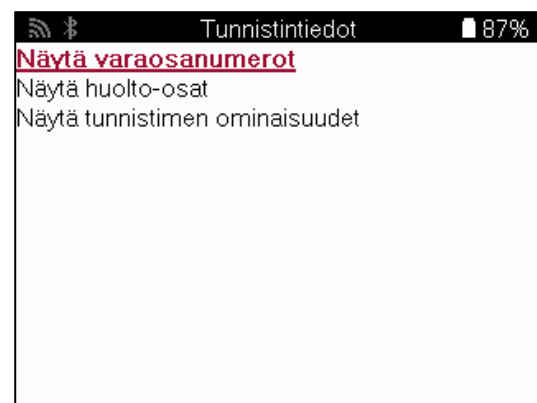 Tunnistintiedot 87%
Näytä varaosanumerot
Näytä huolto-osat
Näytä tunnistimen ominaisuudet